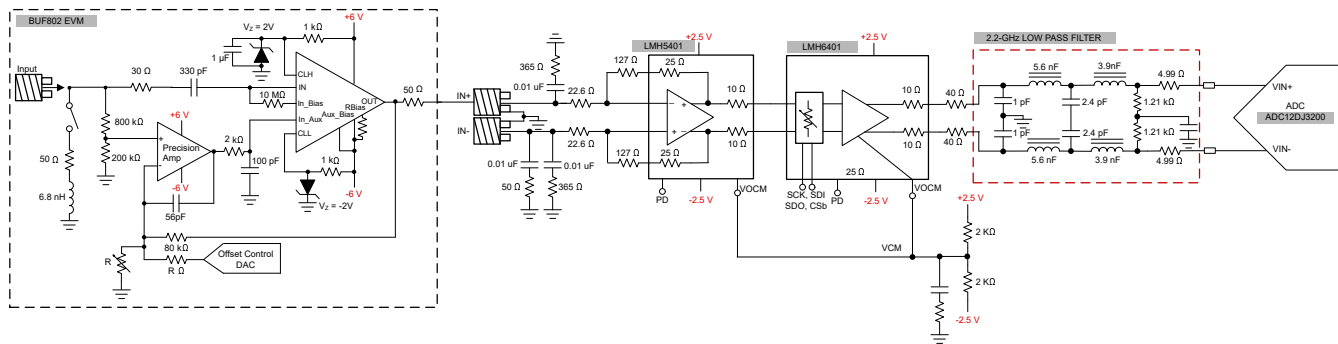 BUF802 EVM
Input
30 Ω
330 pF
1 µF
V_Z = 2V
1 kΩ
+6 V
CLH
IN
In_Bias
In_Aux
CLL
OUT
RBias
Aux_Bias
10 MΩ
50 Ω
800 kΩ
200 kΩ
+6 V
+
Precision
Amp
-
-6 V
2 kΩ
100 pF
1 kΩ
V_Z = -2V
-6 V
50 Ω
6.8 nH
56pF
80 kΩ
R Ω
R
Offset Control
DAC
IN+
IN-
365 Ω
0.01 uF
22.6 Ω
22.6 Ω
0.01 uF
0.01 uF
50 Ω
365 Ω
LMH5401
+2.5 V
127 Ω
25 Ω
127 Ω
25 Ω
− +
+ −
10 Ω
10 Ω
PD
-2.5 V
VOCM
LMH6401
+2.5 V
10 Ω
10 Ω
40 Ω
40 Ω
25 Ω
SCK, SDI
SDO, CSb
PD
-2.5 V
VOCM
VCM
+2.5 V
2 KΩ
2 KΩ
-2.5 V
2.2-GHz LOW PASS FILTER
5.6 nF
3.9nF
1 pF
1 pF
2.4 pF
2.4 pF
5.6 nF
3.9 nF
1.21 kΩ
1.21 kΩ
4.99 Ω
4.99 Ω
VIN+
VIN-
ADC
ADC12DJ3200